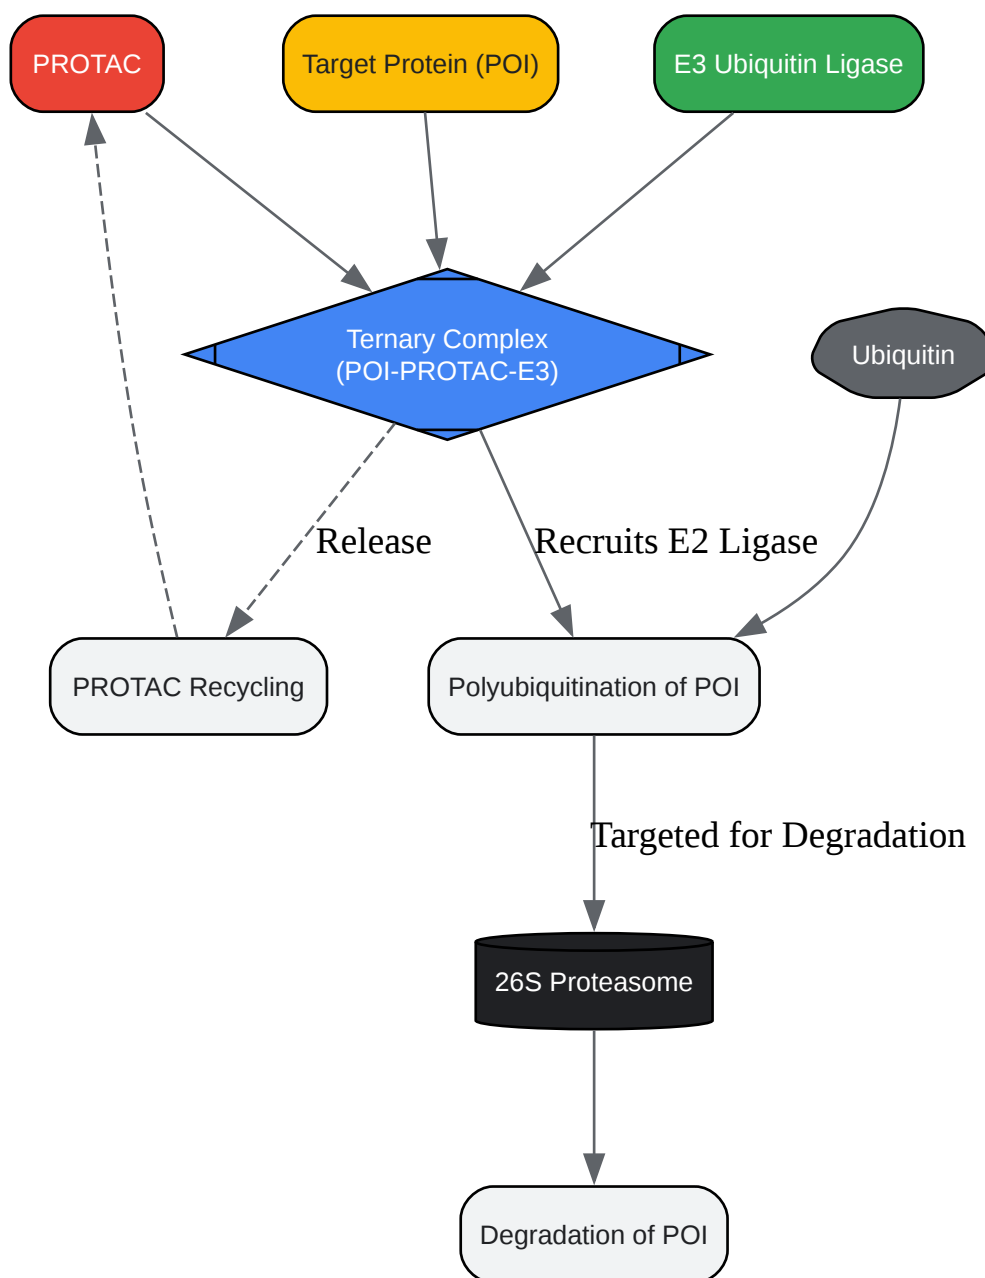 PROTAC
Target Protein (POI)
E3 Ubiquitin Ligase
Ternary Complex
(POI-PROTAC-E3)
Ubiquitin
Release
Recruits E2 Ligase
PROTAC Recycling
Polyubiquitination of POI
Targeted for Degradation
26S Proteasome
Degradation of POI